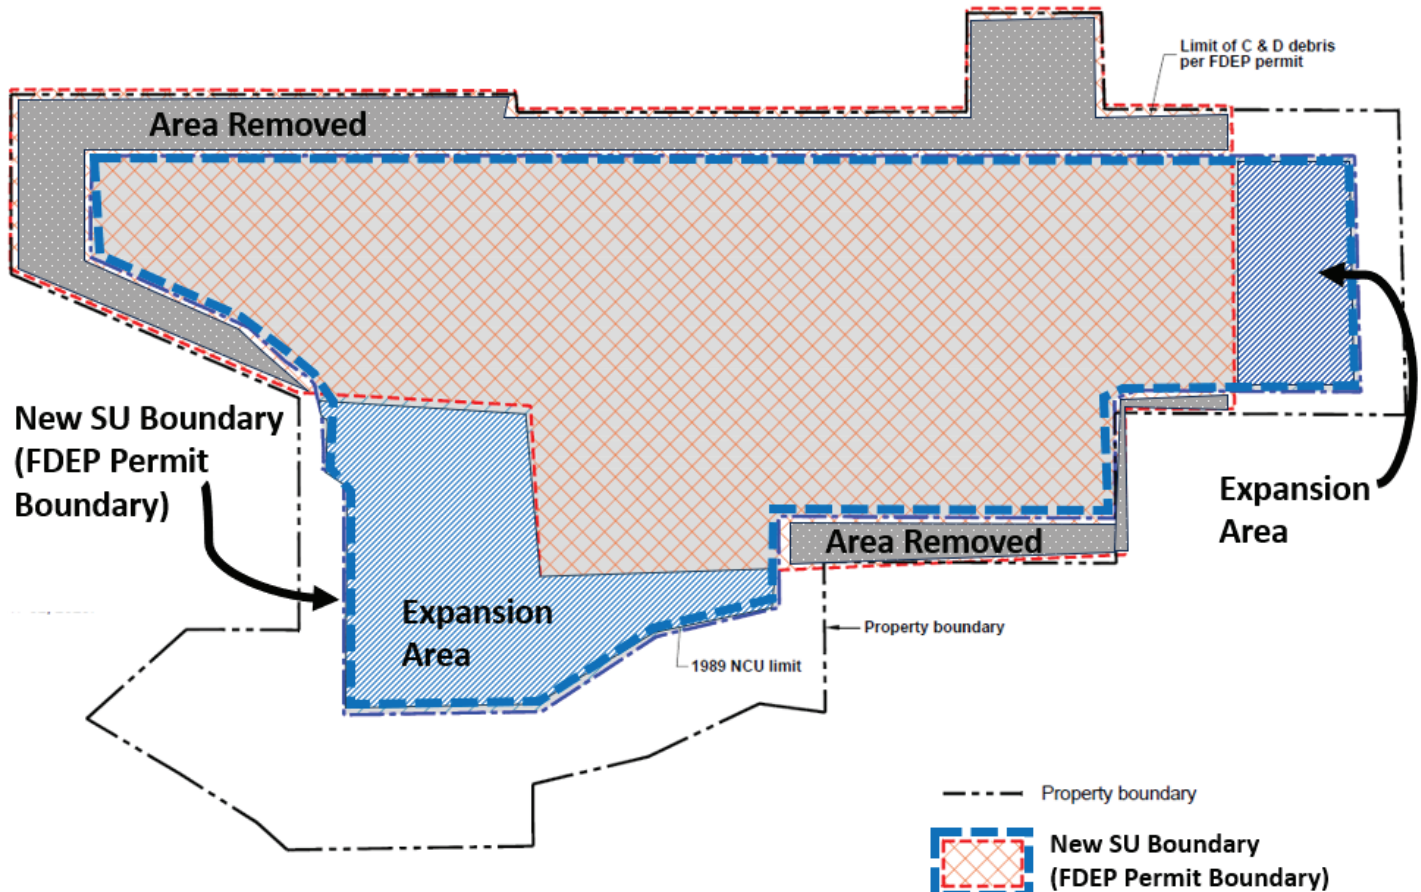 Limit of C & D debris
per FDEP permit
Area Removed
New SU Boundary
(FDEP Permit
Boundary)
Expansion
Area
Area Removed
Expansion
Area
Property boundary
1989 NCU limit
Property boundary
New SU Boundary
(FDEP Permit Boundary)